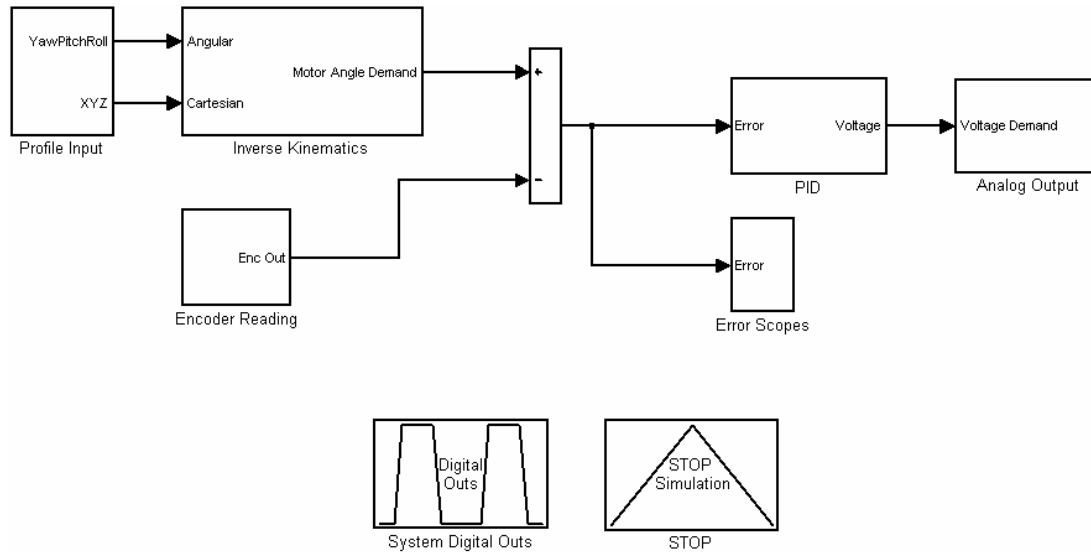 YawPitchRoll
XYZ
Profile Input
Angular
Motor Angle Demand
Cartesian
Inverse Kinematics
+
-
Enc Out
Encoder Reading
Error
Voltage
PID
Voltage Demand
Analog Output
Error
Error Scopes
Digital
Outs
System Digital Outs
STOP
Simulation
STOP